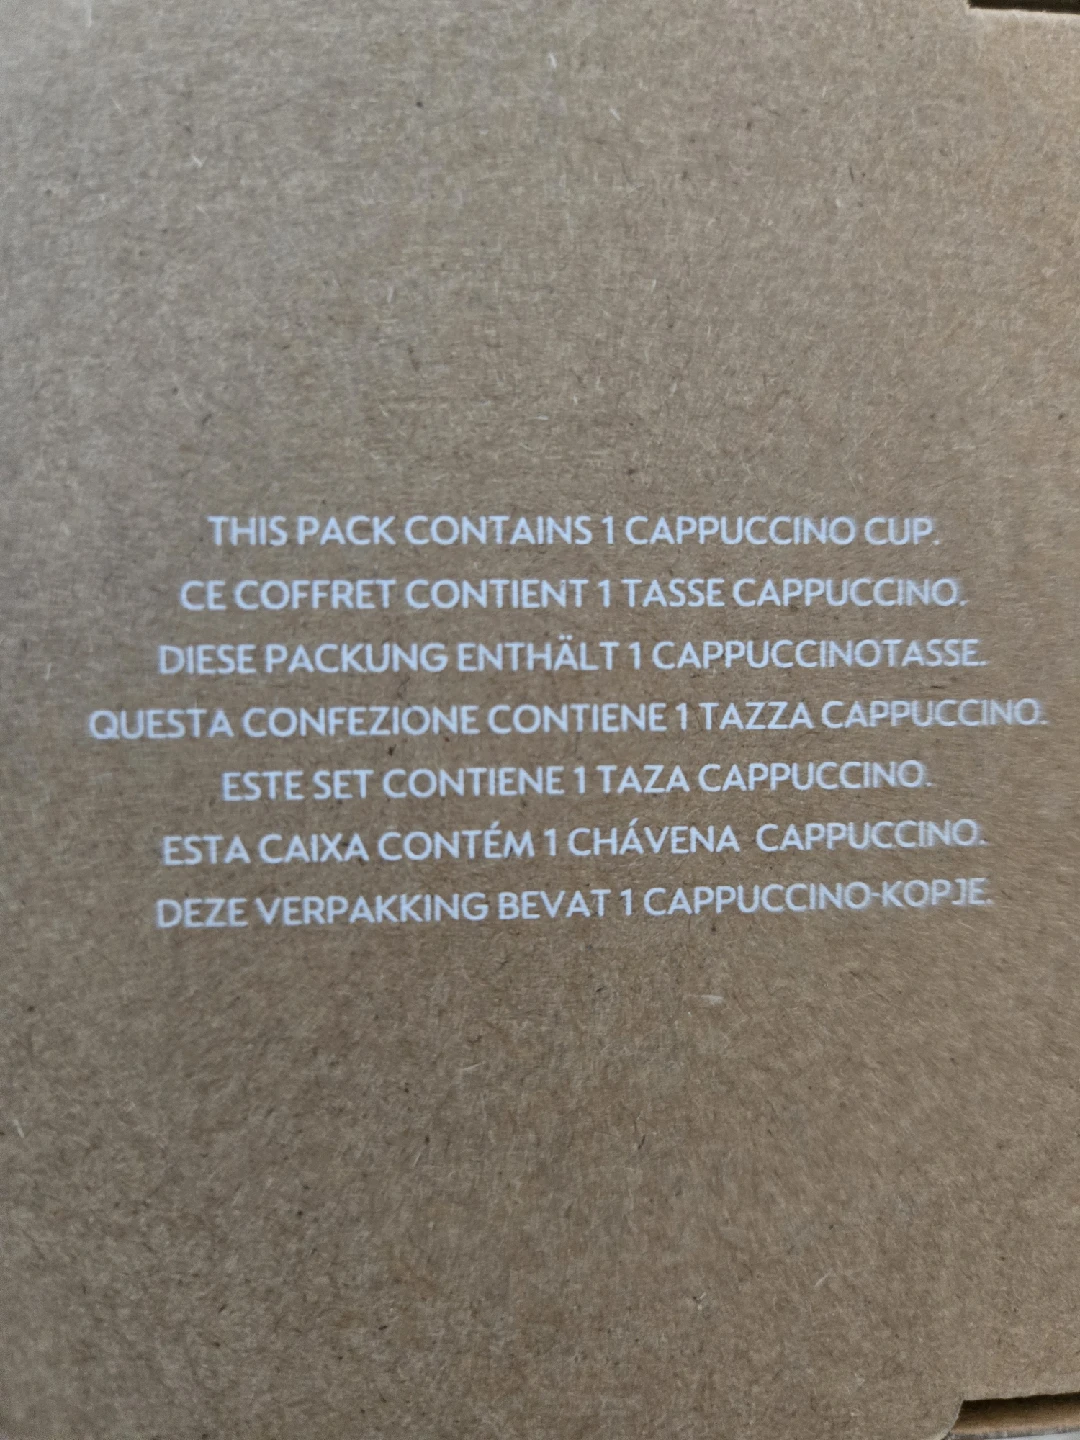 THIS PACK CONTAINS 1 CAPPUCCINO CUP.
CE COFFRET CONTIENT 1 TASSE CAPPUCCINO.
DIESE PACKUNG ENTHÄLT 1 CAPPUCCINOTASSE.
QUESTA CONFEZIONE CONTIENE 1 TAZZA CAPPUCCINO.
ESTE SET CONTIENE 1 TAZA CAPPUCCINO.
ESTA CAIXA CONTÉM 1 CHÁVENA CAPPUCCINO.
DEZE VERPAKKING BEVAT 1 CAPPUCCINO-KOPJE.